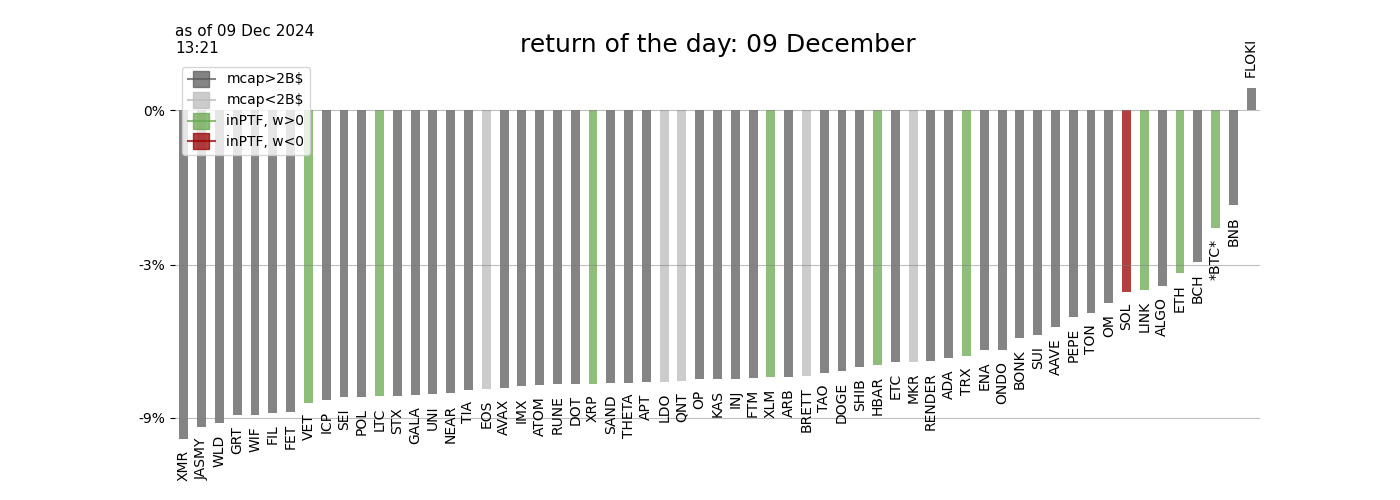 as of 09 Dec 2024
13:21
return of the day: 09 December
mcap>2B$
mcap<2B$
inPTF, w>0
inPTF, w<0
0%
-3%
-9%
XMR
JASMY
WLD
GRT
WIF
FIL
FET
VET
ICP
SEI
POL
LTC
STX
GALA
UNI
NEAR
TIA
EOS
AVAX
IMX
ATOM
RUNE
DOT
XRP
SAND
THETA
APT
LDO
QNT
OP
KAS
INJ
FTM
XLM
ARB
BRETT
TAO
DOGE
SHIB
HBAR
ETC
MKR
RENDER
ADA
TRX
ENA
ONDO
BONK
SUI
AAVE
PEPE
TON
OM
SOL
LINK
ALGO
ETH
BCH
*BTC*
BNB
FLOKI